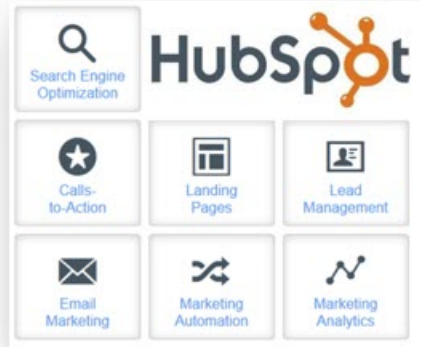 Search Engine
Optimization
HubSpot
Calls-
to-Action
Landing
Pages
Lead
Management
Email
Marketing
Marketing
Automation
Marketing
Analytics